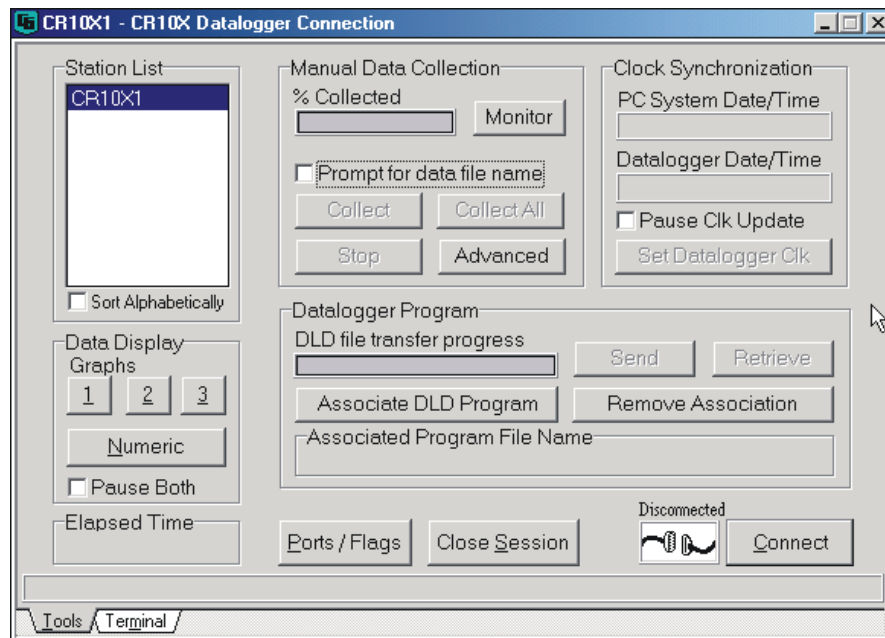 CR10X1 - CR10X Datalogger Connection
Station List
CR10X1
Sort Alphabetically
Data Display
Graphs
1 2 3
Numeric
Pause Both
Elapsed Time
Manual Data Collection
% Collected
Monitor
Prompt for data file name
Collect Collect All
Stop Advanced
Clock Synchronization
PC System Date/Time
Datalogger Date/Time
Pause Clk Update
Set Datalogger Clk
Datalogger Program
DLD file transfer progress
Send Retrieve
Associate DLD Program Remove Association
Associated Program File Name
Ports / Flags Close Session
Disconnected
Connect
Tools Terminal